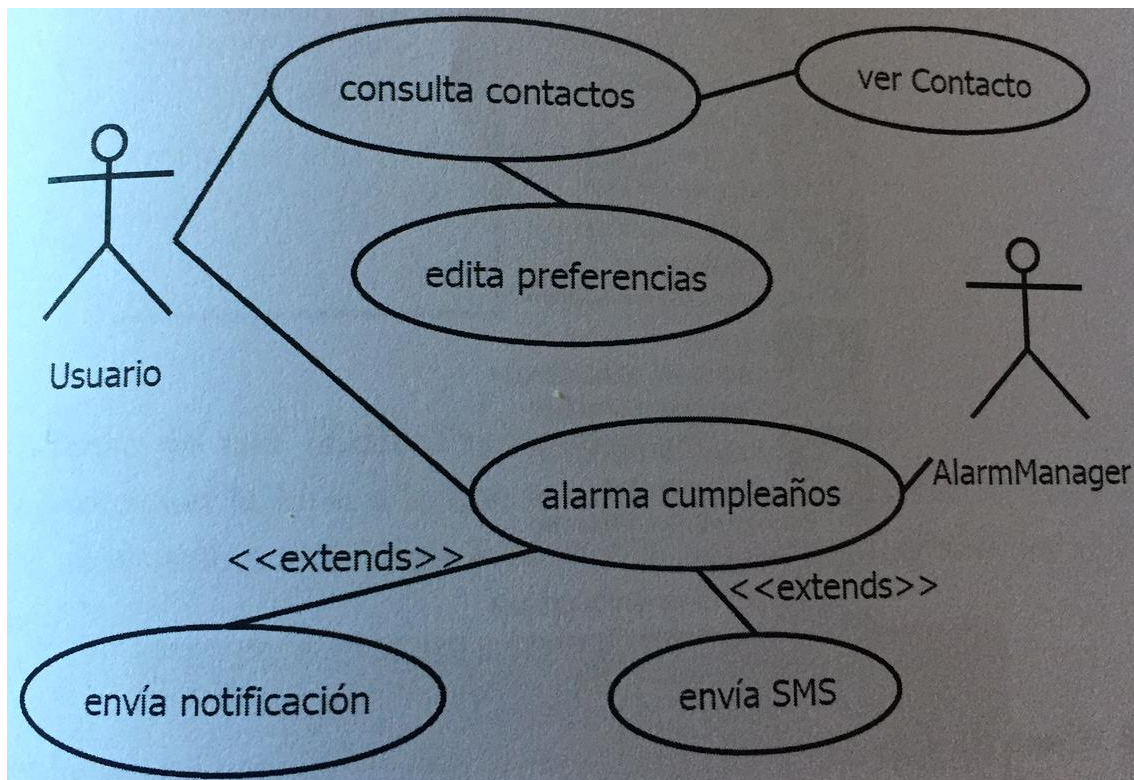 consulta contactos
ver Contacto
edita preferencias
Usuario
alarma cumpleaños
AlarmManager
<<extends>>
<<extends>>
envía notificación
envía SMS